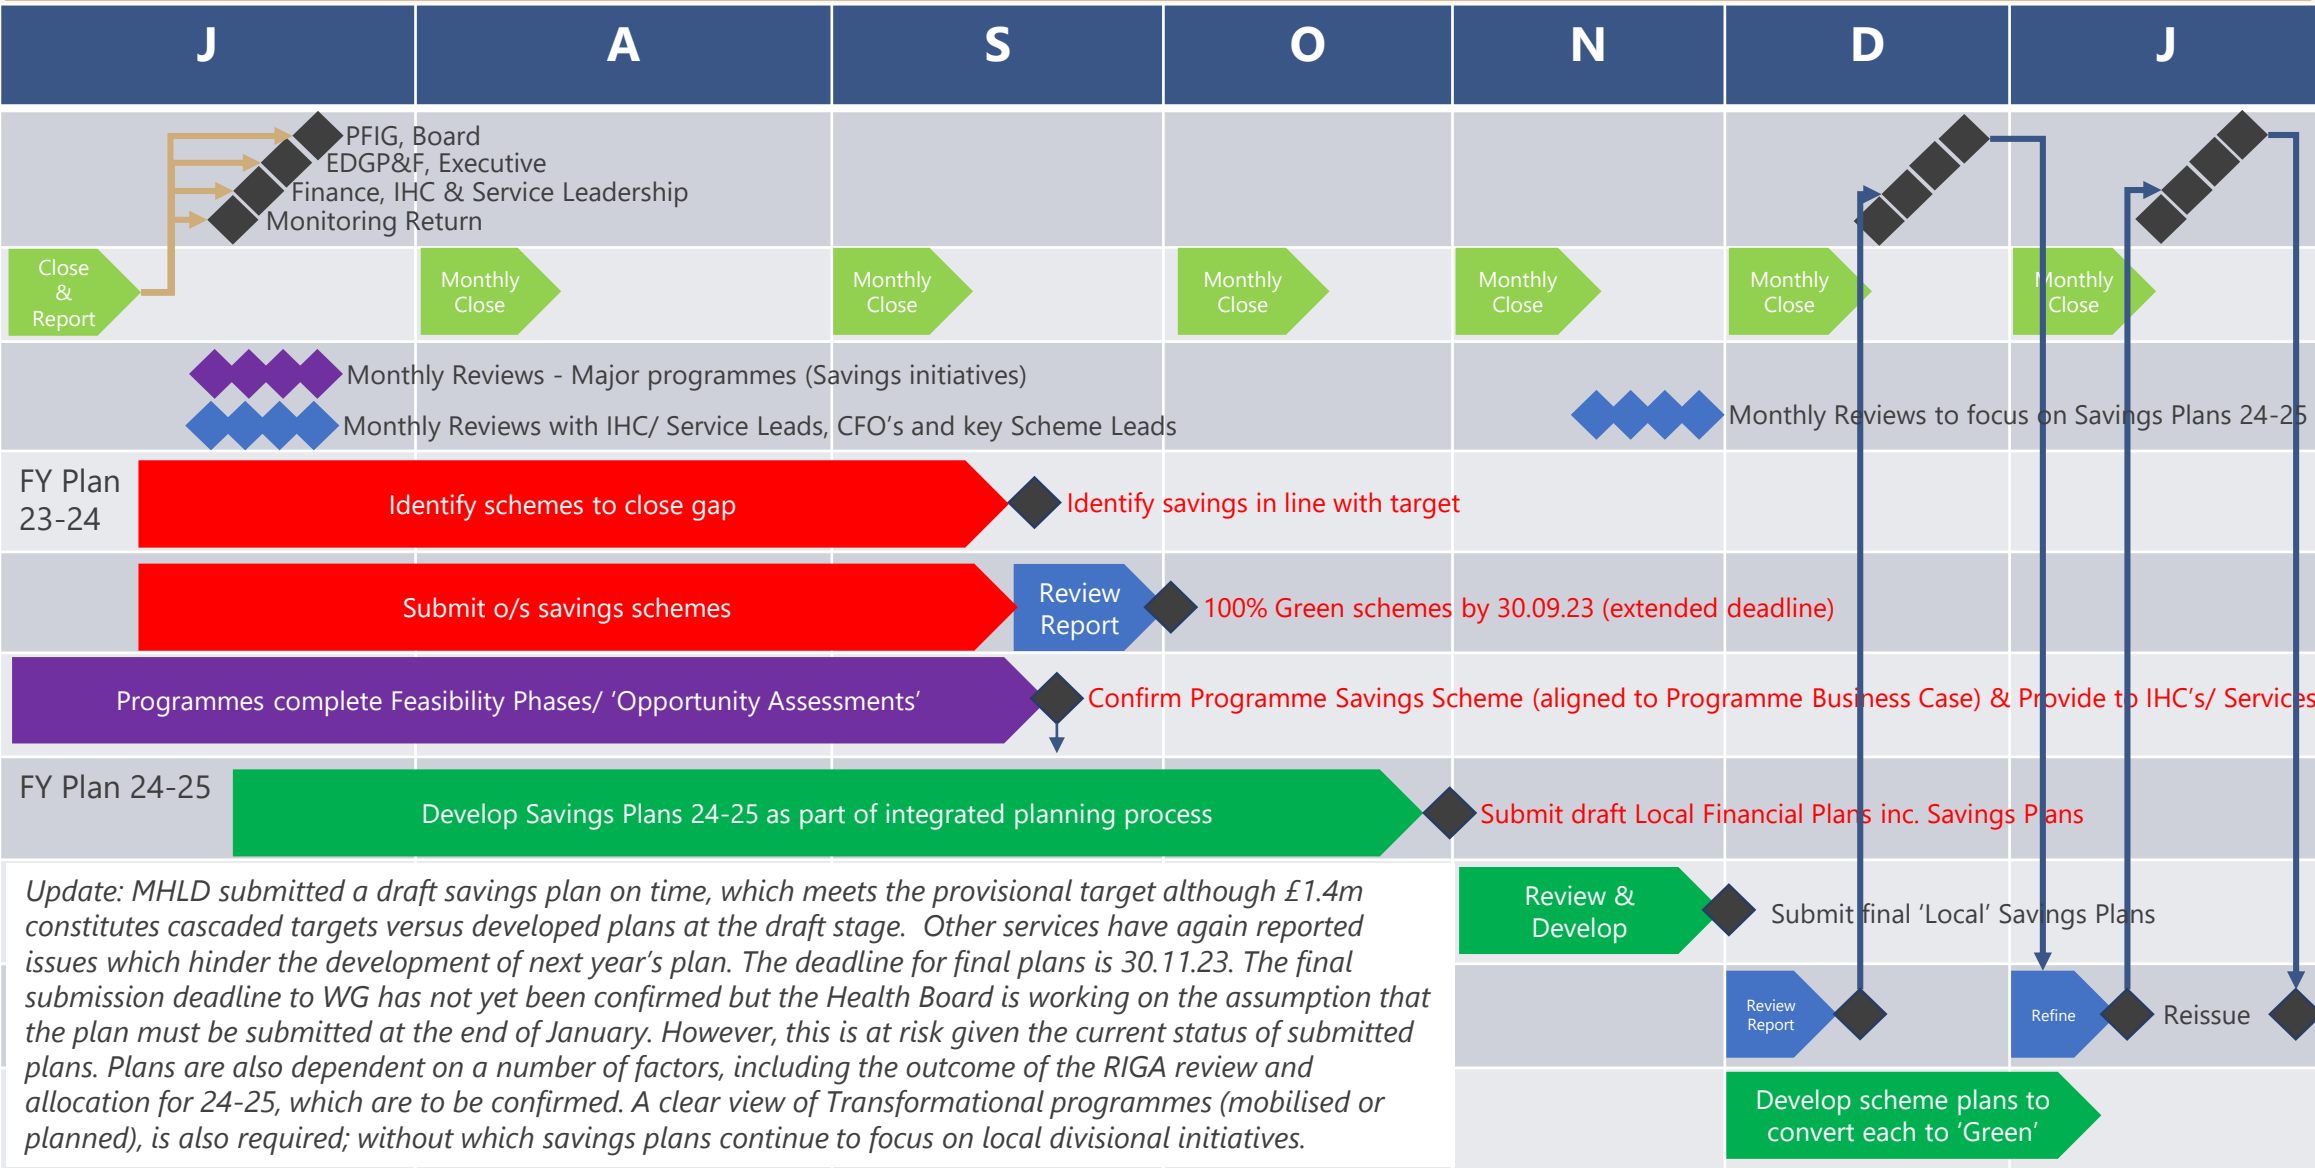 J
A
S
O
N
D
J
PFIG, Board
EDGP&F, Executive
Finance, IHC & Service Leadership
Monitoring Return
Close
&
Report
Monthly
Close
Monthly
Close
Monthly
Close
Monthly
Close
Monthly
Close
Monthly
Close
Monthly Reviews - Major programmes (Savings initiatives)
Monthly Reviews with IHC/ Service Leads, CFO's and key Scheme Leads
Monthly Reviews to focus on Savings Plans 24-25
FY Plan
23-24
Identify schemes to close gap
Identify savings in line with target
Submit o/s savings schemes
Review
Report
100% Green schemes by 30.09.23 (extended deadline)
Programmes complete Feasibility Phases/ ‘Opportunity Assessments’
Confirm Programme Savings Scheme (aligned to Programme Business Case) & Provide to IHC's/ Services
FY Plan 24-25
Develop Savings Plans 24-25 as part of integrated planning process
Submit draft Local Financial Plans inc. Savings Plans
Update: MHLD submitted a draft savings plan on time, which meets the provisional target although £1.4m
constitutes cascaded targets versus developed plans at the draft stage.  Other services have again reported
issues which hinder the development of next year’s plan. The deadline for final plans is 30.11.23. The final
submission deadline to WG has not yet been confirmed but the Health Board is working on the assumption that
the plan must be submitted at the end of January. However, this is at risk given the current status of submitted
plans. Plans are also dependent on a number of factors, including the outcome of the RIGA review and
allocation for 24-25, which are to be confirmed. A clear view of Transformational programmes (mobilised or
planned), is also required; without which savings plans continue to focus on local divisional initiatives.
Review &
Develop
Submit final ‘Local’ Savings Plans
Review
Report
Refine
Reissue
Develop scheme plans to
convert each to ‘Green’